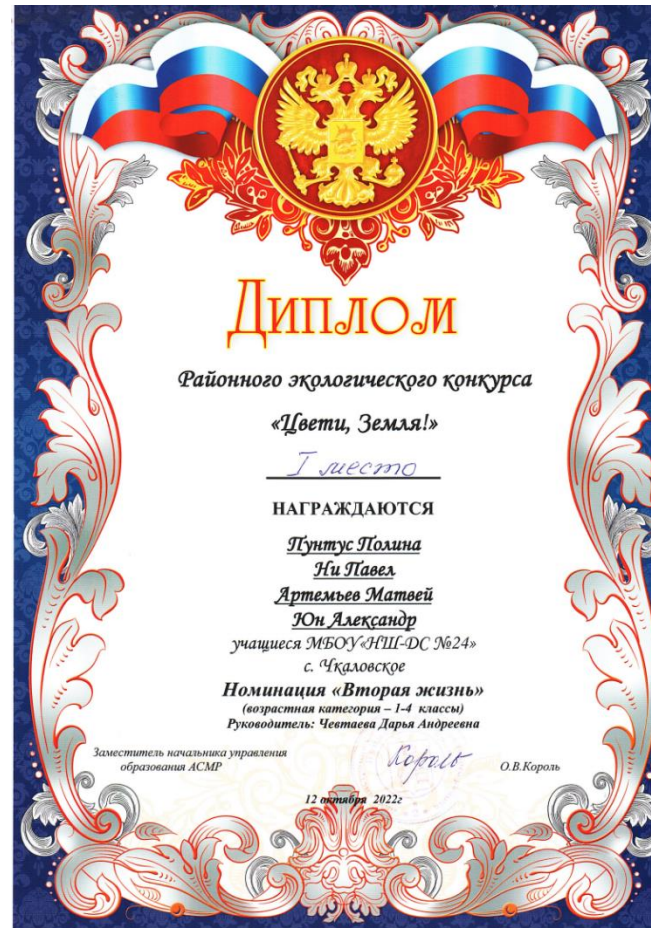 Диплом
Районного экологического конкурса
«Цвети, Земля!»
I место
НАГРАЖДАЮТСЯ
Пунтус Полина
Ни Павел
Артемьев Матвей
Юн Александр
учащиеся МБОУ«НШ-ДС №24»
с. Чкаловское
Номинация «Вторая жизнь»
(возрастная категория – 1-4 классы)
Руководитель: Чевтаева Дарья Андреевна
Заместитель начальника управления
образования АСМР
Король
О.В.Король
12 октября 2022г